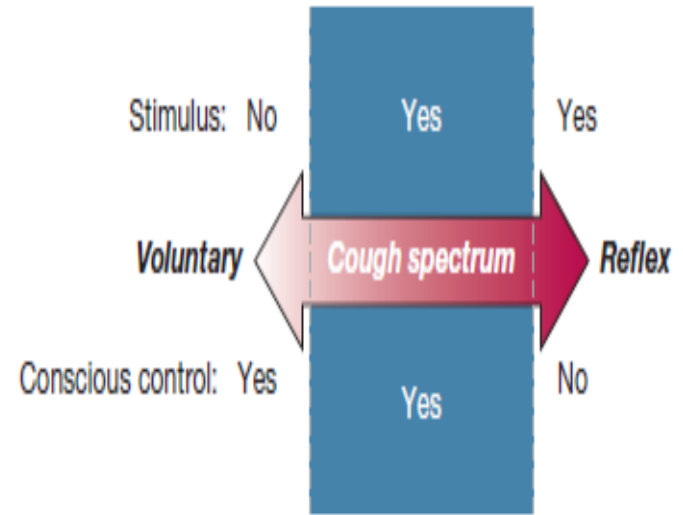 Stimulus: No Yes Yes
Voluntary Cough spectrum Reflex
Conscious control: Yes Yes No